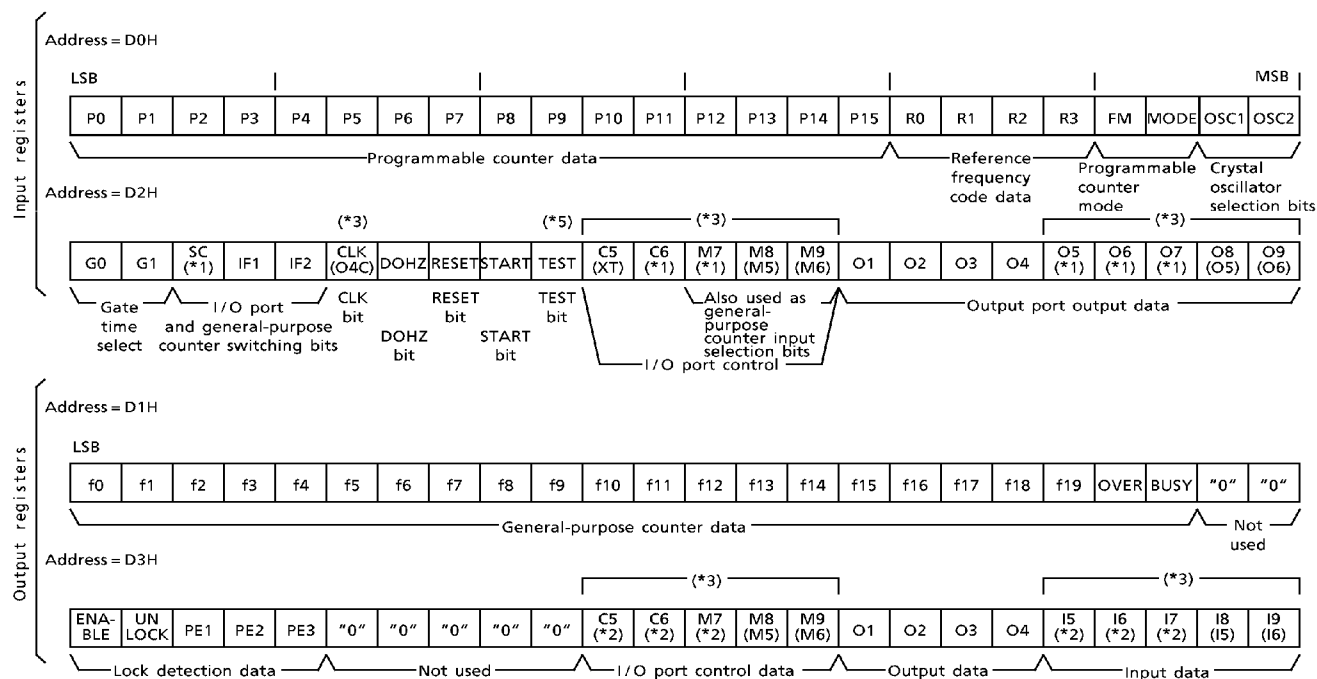 Input registers
Address = D0H
LSB MSB
P0 P1 P2 P3 P4 P5 P6 P7 P8 P9 P10 P11 P12 P13 P14 P15 R0 R1 R2 R3 FM MODE OSC1 OSC2
Programmable counter data
Reference
frequency
code data
Programmable
counter
mode
Crystal
oscillator
selection bits
Address = D2H
(*3) (*5) (*3) (*3)
G0 G1 SC (*1) IF1 IF2 CLK (O4C) DOHZ RESET START TEST C5 (XT) C6 (*1) M7 (*1) M8 (M5) M9 (M6) O1 O2 O3 O4 O5 (*1) O6 (*1) O7 (*1) O8 (O5) O9 (O6)
Gate
time
select
I/O port
and general-purpose
counter switching bits
CLK
bit
DOHZ
bit
RESET
bit
START
bit
TEST
bit
Also used as
general-
purpose
counter input
selection bits
I/O port control
Output port output data
Output registers
Address = D1H
LSB
f0 f1 f2 f3 f4 f5 f6 f7 f8 f9 f10 f11 f12 f13 f14 f15 f16 f17 f18 f19 OVER BUSY "0" "0"
General-purpose counter data
Not
used
Address = D3H
(*3) (*3)
ENA-BLE UN LOCK PE1 PE2 PE3 "0" "0" "0" "0" "0" C5 (*2) C6 (*2) M7 (*2) M8 (M5) M9 (M6) O1 O2 O3 O4 I5 (*2) I6 (*2) I7 (*2) I8 (I5) I9 (I6)
Lock detection data
Not used
I/O port control data
Output data
Input data